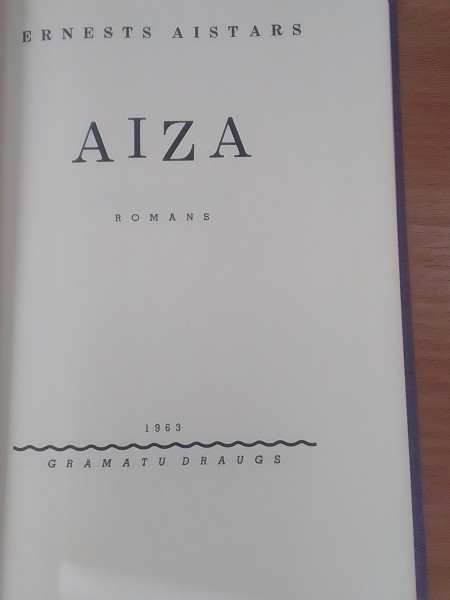 ERNESTS AISTARS
AIZA
ROMANS
1963
GRAMATU DRAUGS